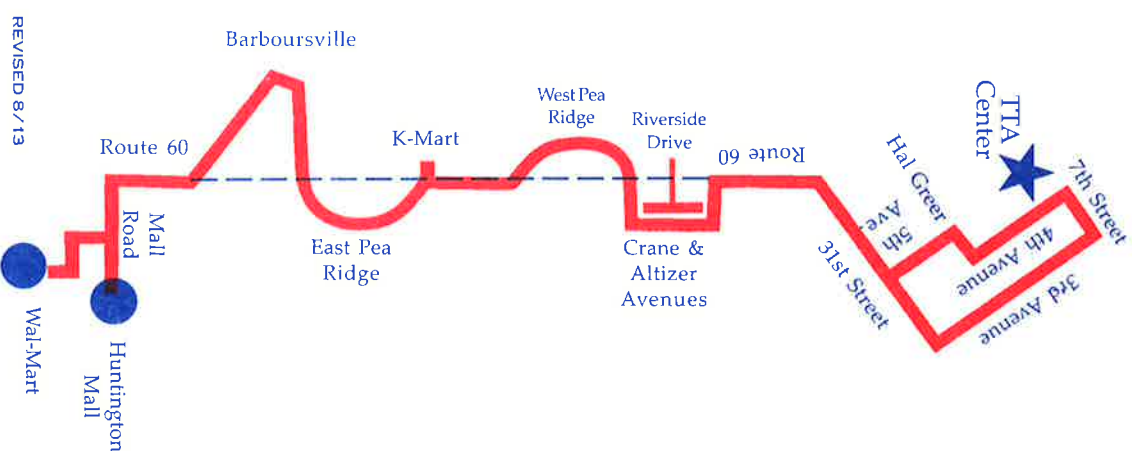 REVISED 8/13
Barboursville
Route 60
K-Mart
West Pea
Ridge
Riverside
Drive
Route 60
TTA
Center
Hal Greer
7th Street
5th
Ave.
4th Avenue
3rd Avenue
31st Street
Mall
Road
East Pea
Ridge
Crane &
Altizer
Avenues
Wal-Mart
Huntington
Mall